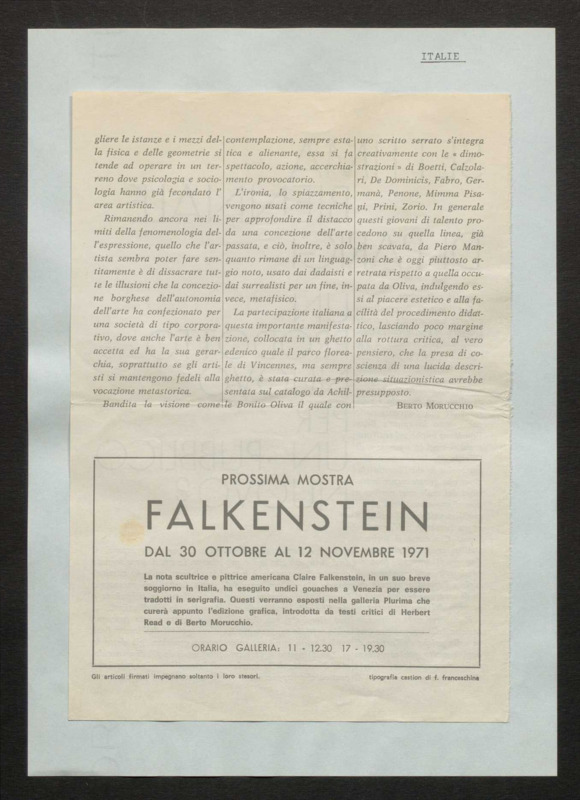 ITALIE
gliere le istanze e i mezzi del-
la fisica e delle geometrie si
tende ad operare in un ter-
reno dove psicologia e socio-
logia hanno già fecondato l'
area artistica.
Rimanendo ancora nei li-
miti della fenomenologia del-
l'espressione, quello che l'ar-
tista sembra poter fare sen-
titamente è di dissacrare tut-
te le illusioni che la concezio-
ne borghese dell'autonomia
dell'arte ha confezionato per
una società di tipo corpora-
tivo, dove anche l'arte è ben
accetta ed ha la sua gerar-
chia, soprattutto se gli arti-
sti si mantengono fedeli alla
vocazione metastorica.
Bandita la visione come
contemplazione, sempre esta-
tica e alienante, essa si fa
spettacolo, azione, accerchia-
mento provocatorio.
L'ironia, lo spiazzamento,
vengono usati come tecniche
per approfondire il distacco
da una concezione dell'arte
passata, e ciò, inoltre, è solo
quanto rimane di un linguag-
gio noto, usato dai dadaisti e
dai surrealisti per un fine, in-
vece, metafisico.
La partecipazione italiana a
questa importante manifesta-
zione, collocata in un ghetto
edenico quale il parco florea-
le di Vincennes, ma sempre
ghetto, è stata curata e pre-
sentata sul catalogo da Achil-
le Bonito Oliva il quale con
uno scritto serrato s'integra
creativamente con le « dimo-
strazioni » di Boetti, Calzola-
ri, De Dominicis, Fabro, Ger-
manà, Penone, Mimma Pisa-
pi, Prini, Zorio. In generale
questi giovani di talento pro-
cedono su quella linea, già
ben scavata, da Piero Man-
zoni che è oggi piuttosto ar-
retrata rispetto a quella occu-
pata da Oliva, indulgendo es-
si al piacere estetico e alla fa-
cilità del procedimento didat-
tico, lasciando poco margine
alla rottura critica, al vero
pensiero, che la presa di co-
scienza di una lucida descri-
zione situazionistica avrebbe
presupposto.
BERTO MORUCCHIO
PROSSIMA MOSTRA
FALKENSTEIN
DAL 30 OTTOBRE AL 12 NOVEMBRE 1971
La nota scultrice e pittrice americana Claire Falkenstein, in un suo breve
soggiorno in Italia, ha eseguito undici gouaches a Venezia per essere
tradotti in serigrafia. Questi verranno esposti nella galleria Plurima che
curerà appunto l'edizione grafica, introdotta da testi critici di Herbert
Read e di Berto Morucchio.
ORARIO GALLERIA: 11 - 12.30 17 - 19.30
Gli articoli firmati impegnano soltanto i loro stesori.
tipografia castion di f. franceschine